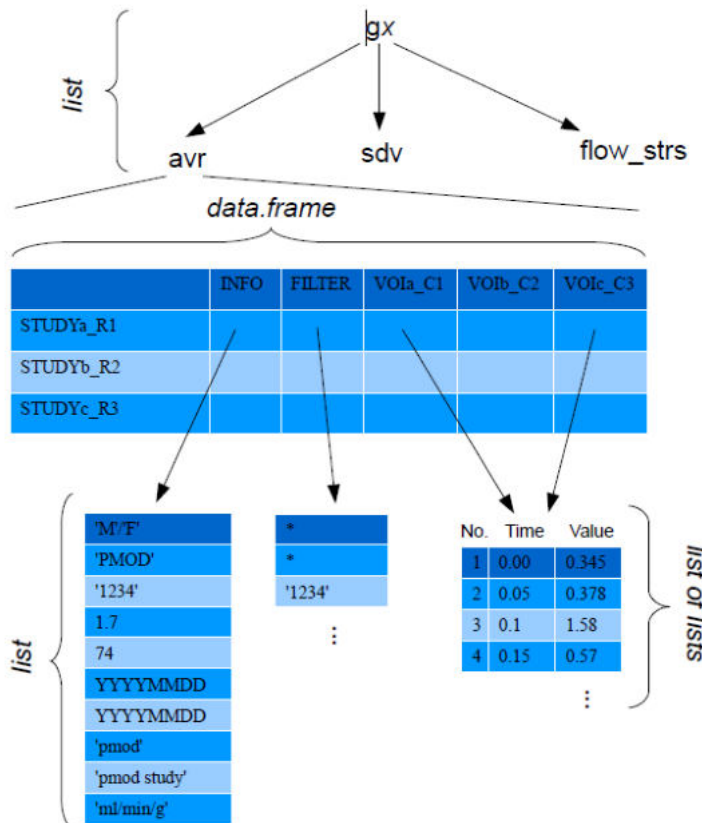 gx
list
avr sdv flow_strs
data.frame
INFO FILTER VOIa_C1 VOIb_C2 VOIc_C3
STUDYa_R1
STUDYb_R2
STUDYc_R3
list
'M'/'F'
'PMOD'
'1234'
1.7
74
YYYYMMDD
YYYYMMDD
'pmod'
'pmod study'
'ml/min/g'
*
*
'1234'
⋮
No. Time Value
1 0.00 0.345
2 0.05 0.378
3 0.1 1.58
4 0.15 0.57
⋮
list of lists